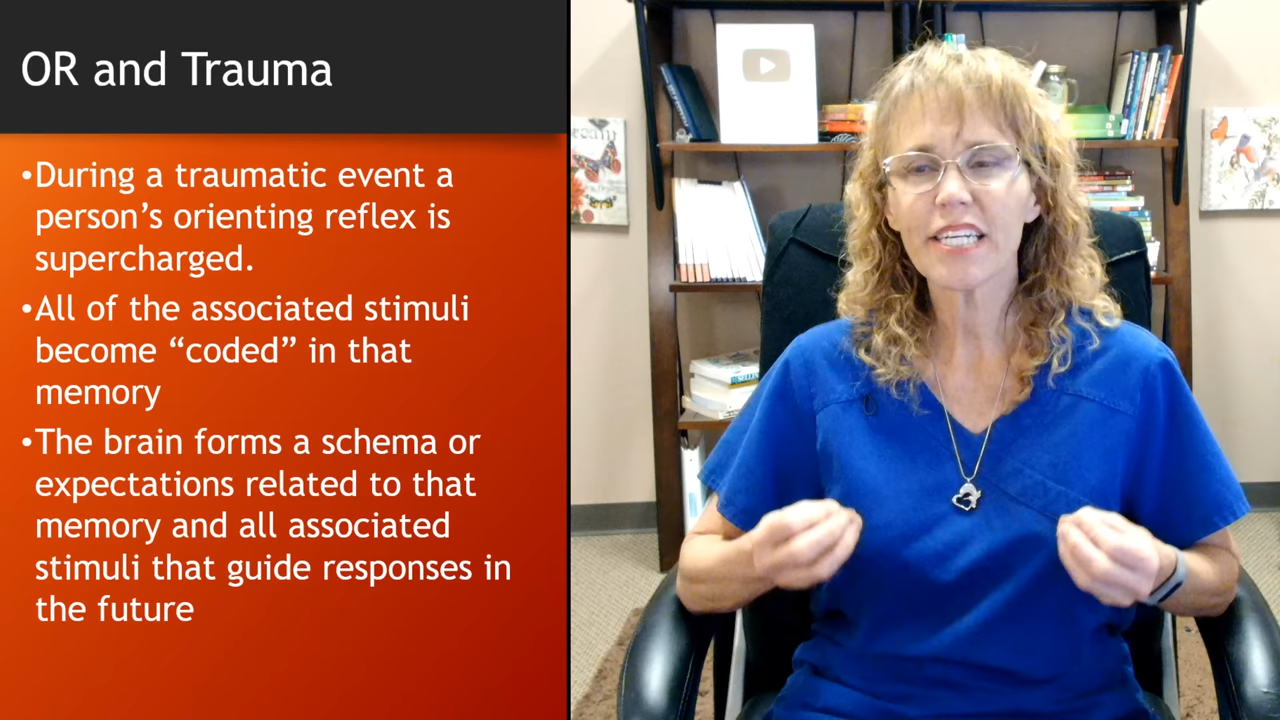 OR and Trauma
•During a traumatic event a
person’s orienting reflex is
supercharged.
•All of the associated stimuli
become “coded” in that
memory
•The brain forms a schema or
expectations related to that
memory and all associated
stimuli that guide responses in
the future